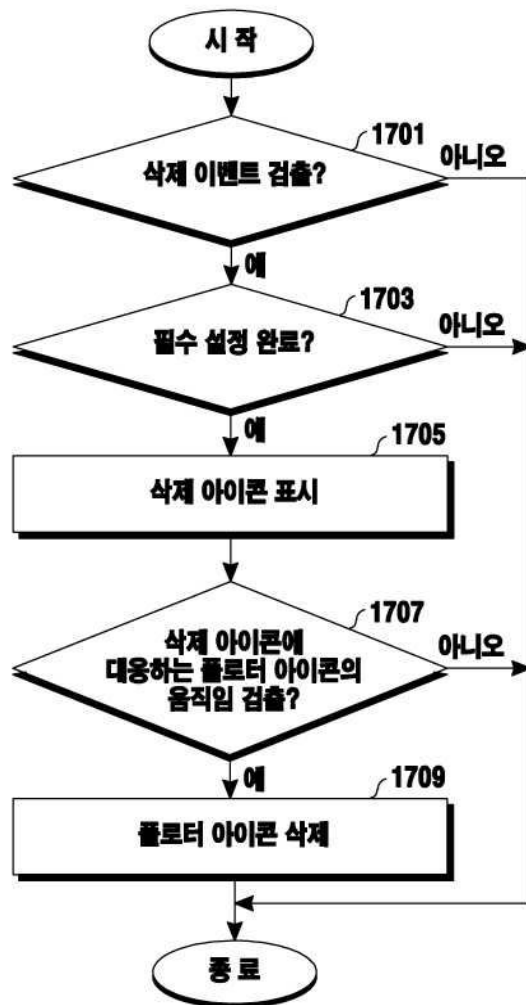 시 작
1701
삭제 이벤트 검출?
아니오
예
1703
필수 설정 완료?
아니오
예
1705
삭제 아이콘 표시
1707
삭제 아이콘에
대응하는 플로터 아이콘의
움직임 검출?
아니오
예
1709
플로터 아이콘 삭제
종 료